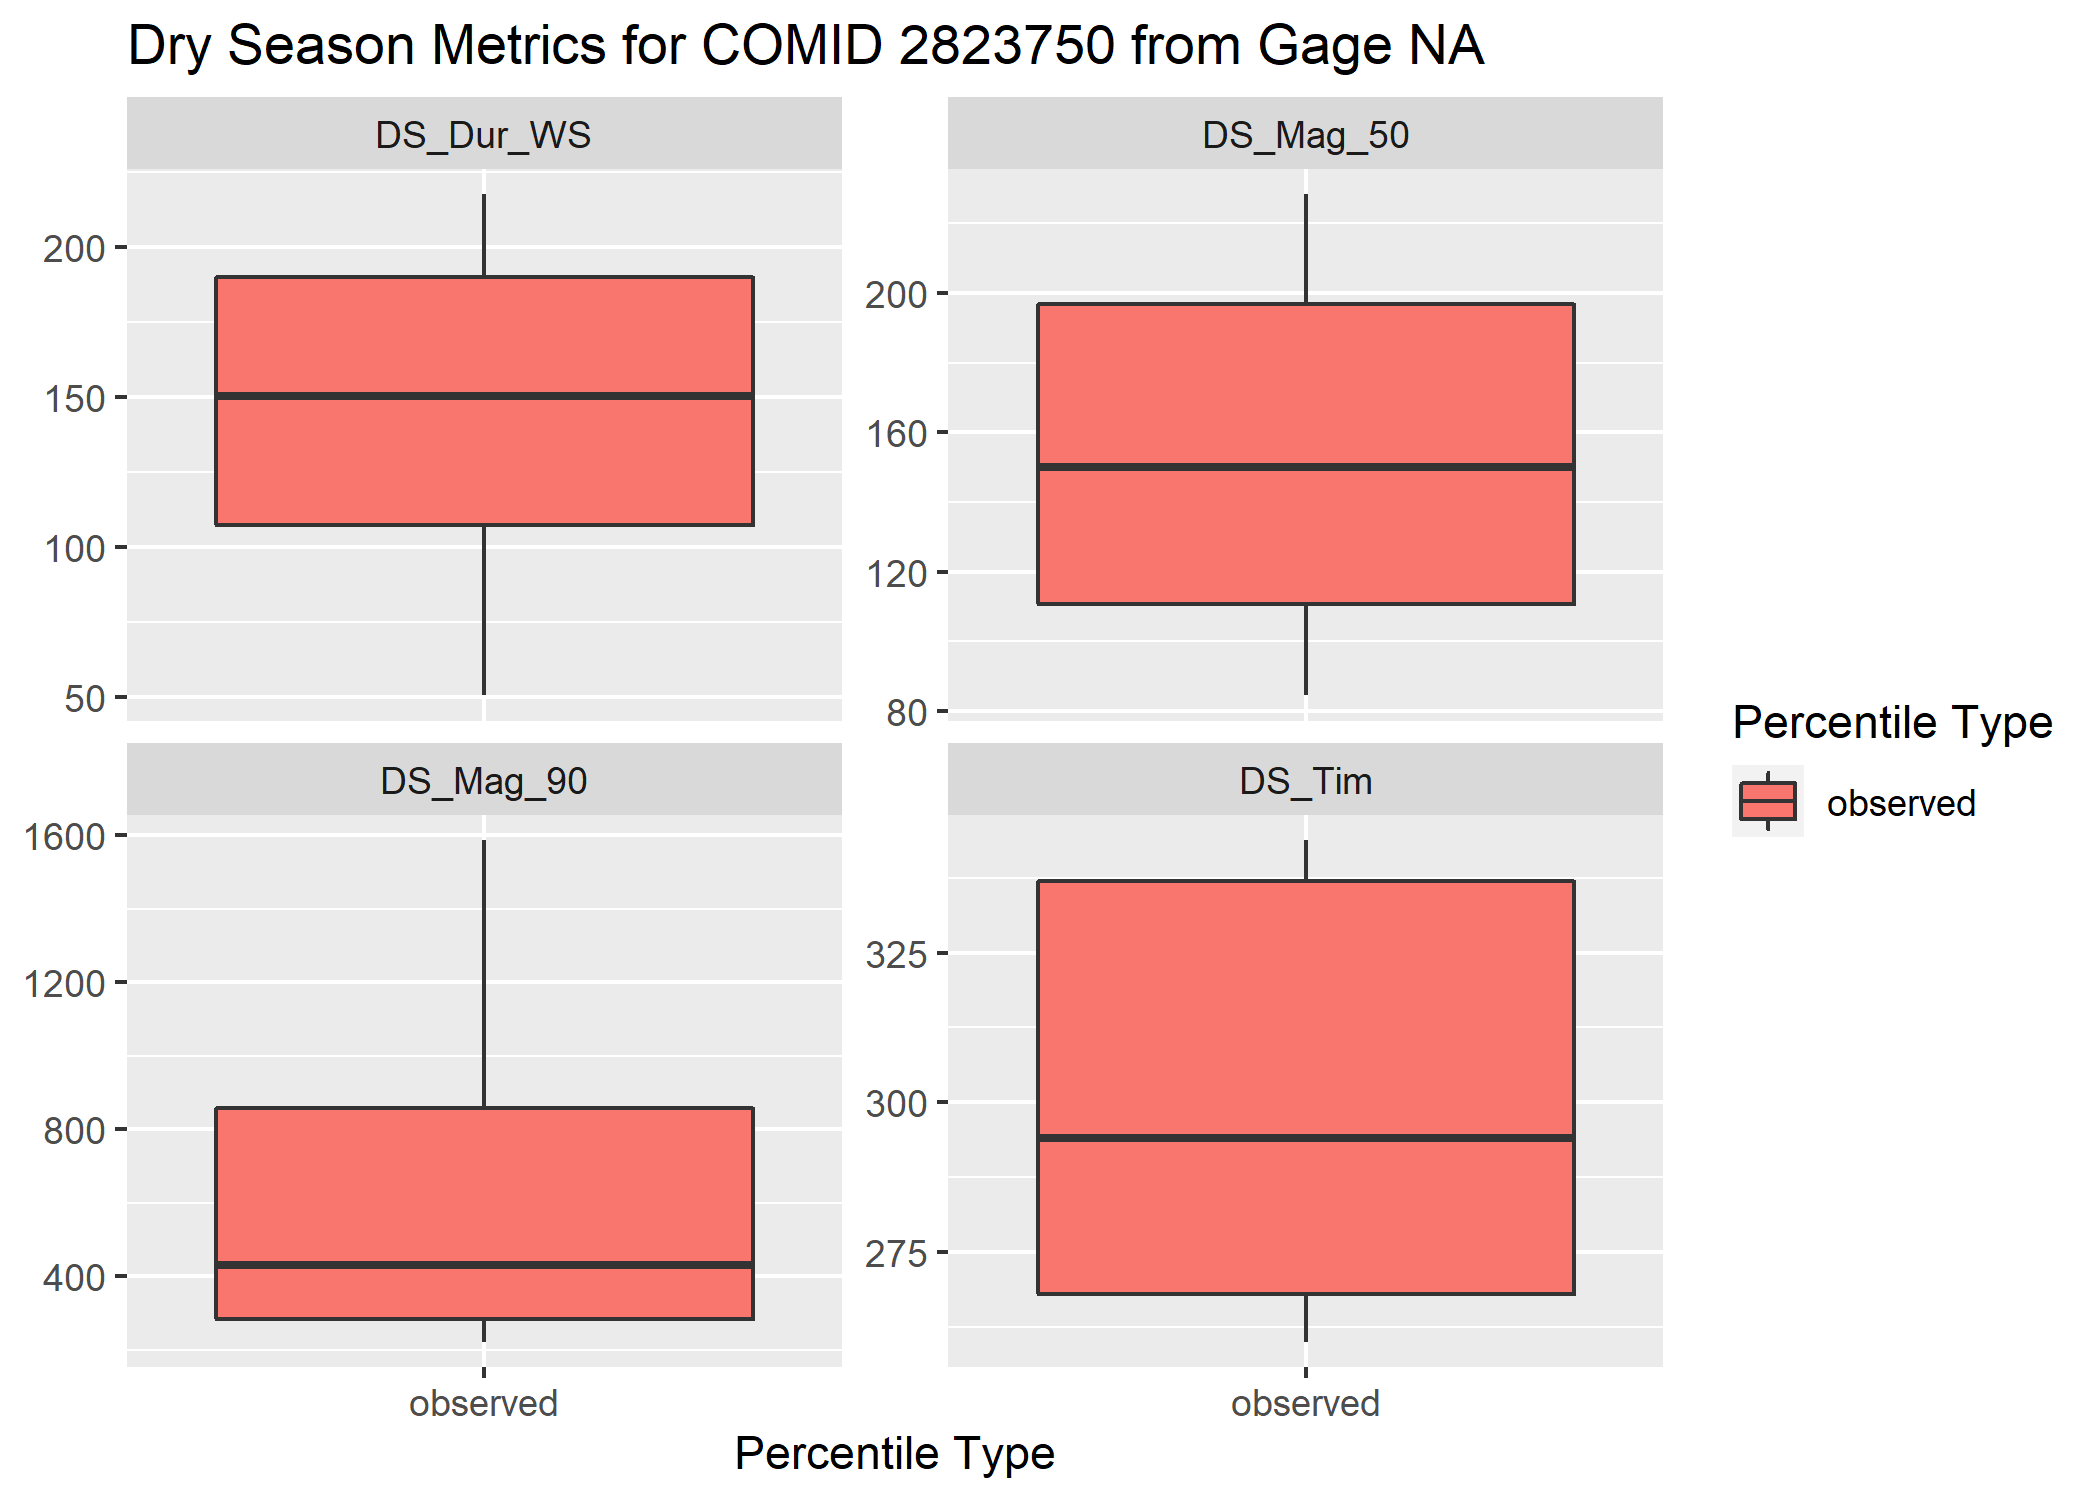 Dry Season Metrics for COMID 2823750 from Gage NA
DS_Dur_WS
200
150
100
50
DS_Mag_50
200
160
120
80
DS_Mag_90
1600
1200
800
400
observed
DS_Tim
325
300
275
observed
Percentile Type
Percentile Type
observed